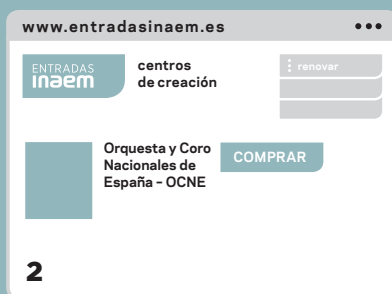 www.entradasinaem.es
ENTRADAS
inaem
centros
de creación
renovar
Orquesta y Coro
Nacionales de
España – OCNE
COMPRAR
2